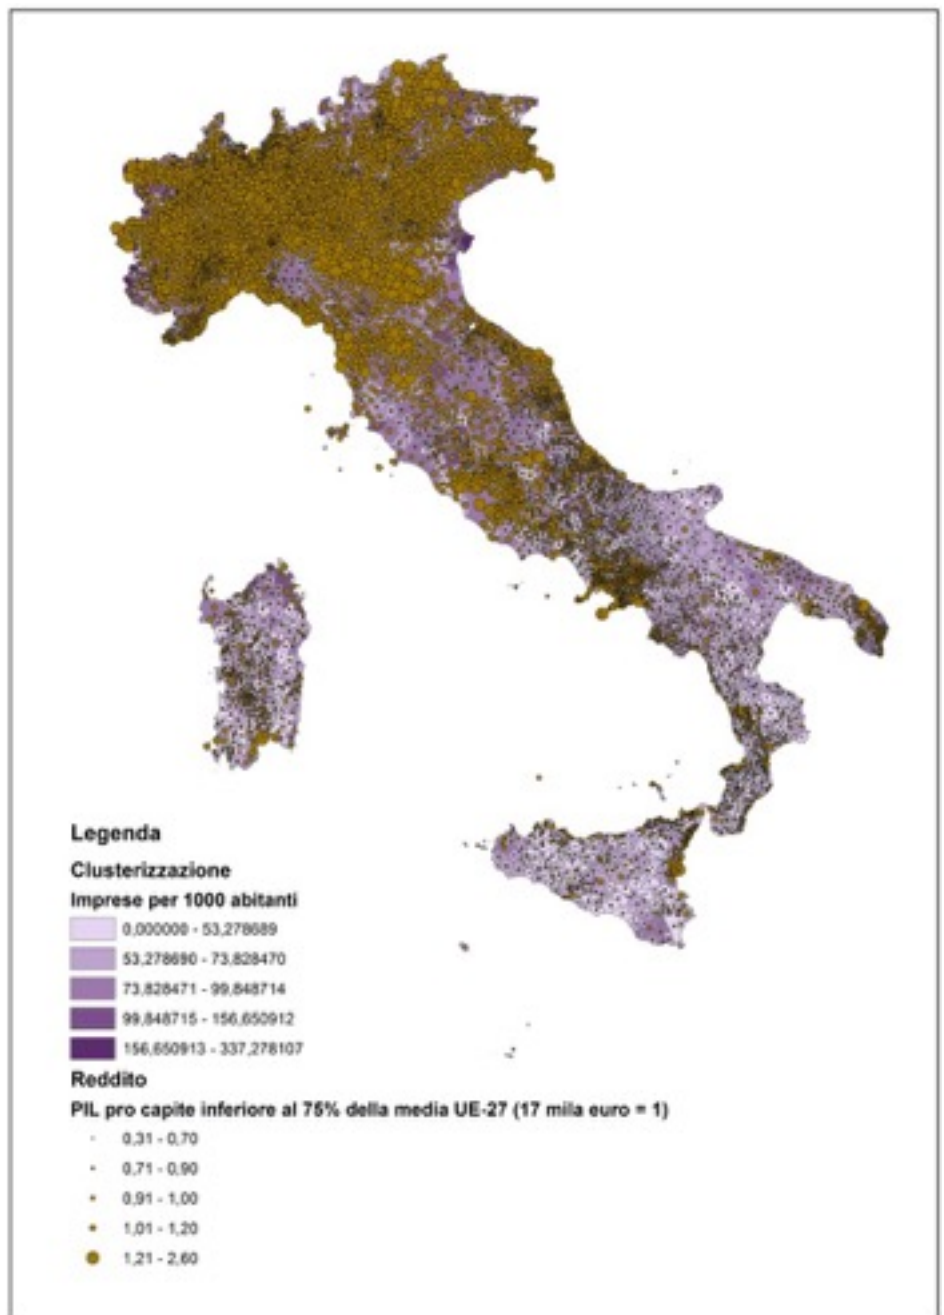 Legenda
Clusterizzazione
Imprese per 1000 abitanti
0,000000 - 53,278689
53,278690 - 73,828470
73,828471 - 99,848714
99,848715 - 156,650912
156,650913 - 337,278107
Reddito
PIL pro capite inferiore al 75% della media UE-27 (17 mila euro = 1)
0,31 - 0,70
0,71 - 0,90
0,91 - 1,00
1,01 - 1,20
1,21 - 2,60